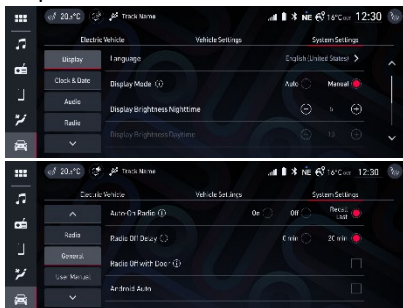 20.5°C Track Name NE 16°C OUT 12:30
Electric Vehicle Vehicle Settings System Settings
Display Language English (United States)
Clock & Date Display Mode Auto Manual
Audio Display Brightness Nighttime
Radio Display Brightness Daytime
20.5°C Track Name NE 16°C OUT 12:30
Electric Vehicle Vehicle Settings System Settings
Auto-On Radio On Off Recall Last
Radio Radio Off Delay 0 min 20 min
General Radio Off with Door
User Manual Android Auto